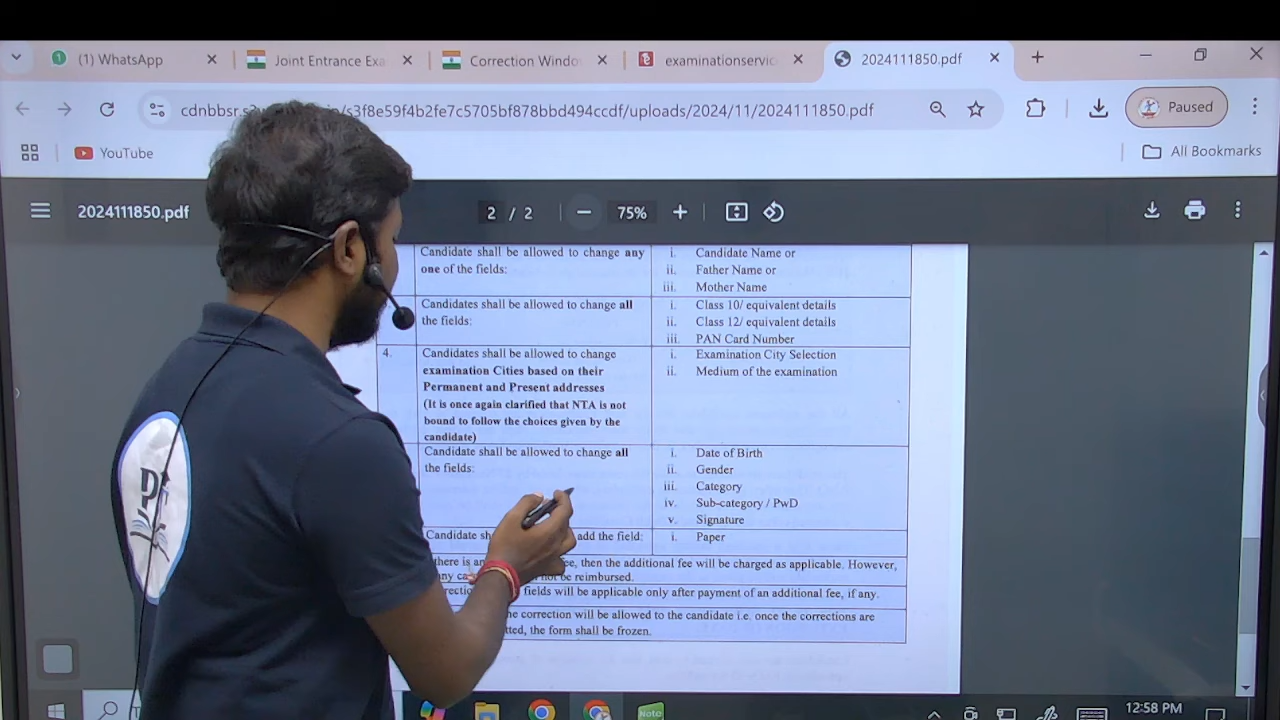 (1) WhatsApp
Joint Entrance Exa
Correction Windo
examinationservic
2024111850.pdf
cdnbbsr.s3 in/s3f8e59f4b2fe7c5705bf878bbd494ccdf/uploads/2024/11/2024111850.pdf
Paused
YouTube
All Bookmarks
2024111850.pdf
2 / 2
75%
Candidate shall be allowed to change any one of the fields:
i. Candidate Name or
ii. Father Name or
iii. Mother Name
Candidates shall be allowed to change all the fields:
i. Class 10/ equivalent details
ii. Class 12/ equivalent details
iii. PAN Card Number
4.
Candidates shall be allowed to change
examination Cities based on their
Permanent and Present addresses
(It is once again clarified that NTA is not
bound to follow the choices given by the
candidate)
i. Examination City Selection
ii. Medium of the examination
Candidate shall be allowed to change all
the fields:
i. Date of Birth
ii. Gender
iii. Category
iv. Sub-category / PwD
v. Signature
Candidate add the field:
i. Paper
there is fee, then the additional fee will be charged as applicable. However,
any not be reimbursed.
fields will be applicable only after payment of an additional fee, if any.
the correction will be allowed to the candidate i.e. once the corrections are
the form shall be frozen.
12:58 PM